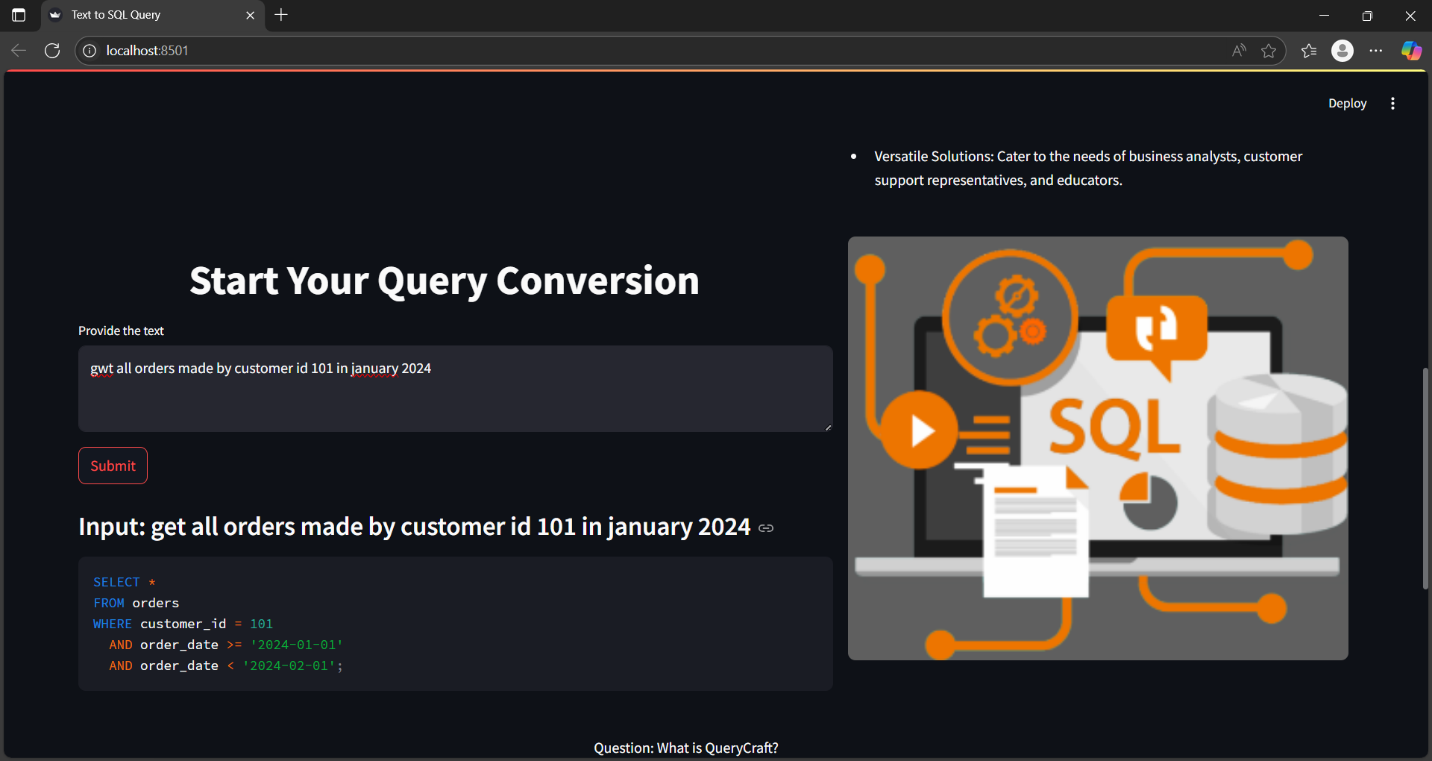 Text to SQL Query
localhost:8501
Deploy
Versatile Solutions: Cater to the needs of business analysts, customer
support representatives, and educators.
Start Your Query Conversion
Provide the text
gwt all orders made by customer id 101 in january 2024
Submit
Input: get all orders made by customer id 101 in january 2024
SELECT *
FROM orders
WHERE customer_id = 101
AND order_date >= '2024-01-01'
AND order_date < '2024-02-01';
SQL
Question: What is QueryCraft?